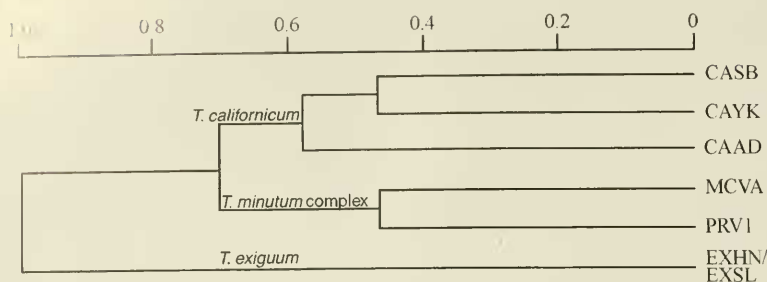 0.8 0.6 0.4 0.2 0
CASB
T. californicum
CAYK
CAAD
MCVA
T. minutum complex
PRV1
T. exiguum
EXHN/
EXSL